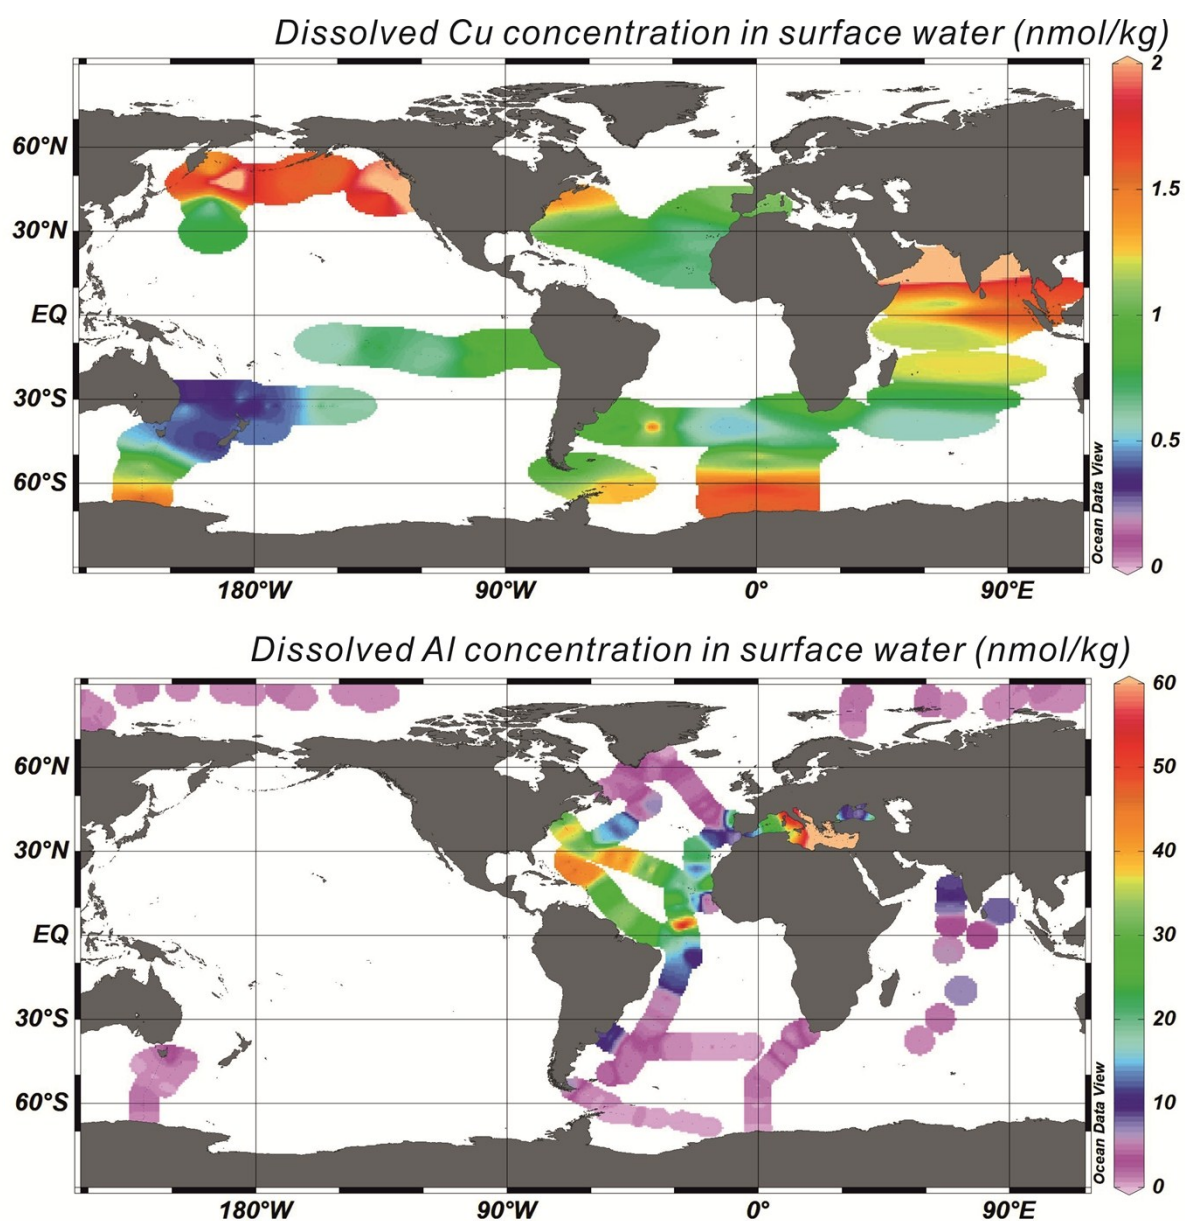 Dissolved Cu concentration in surface water (nmol/kg)
2
60°N
1.5
30°N
EQ
1
30°S
0.5
60°S
Ocean Data View
0
180°W
90°W
0°
90°E
Dissolved Al concentration in surface water (nmol/kg)
60
60°N
50
40
30°N
30
EQ
20
30°S
10
60°S
Ocean Data View
0
180°W
90°W
0°
90°E